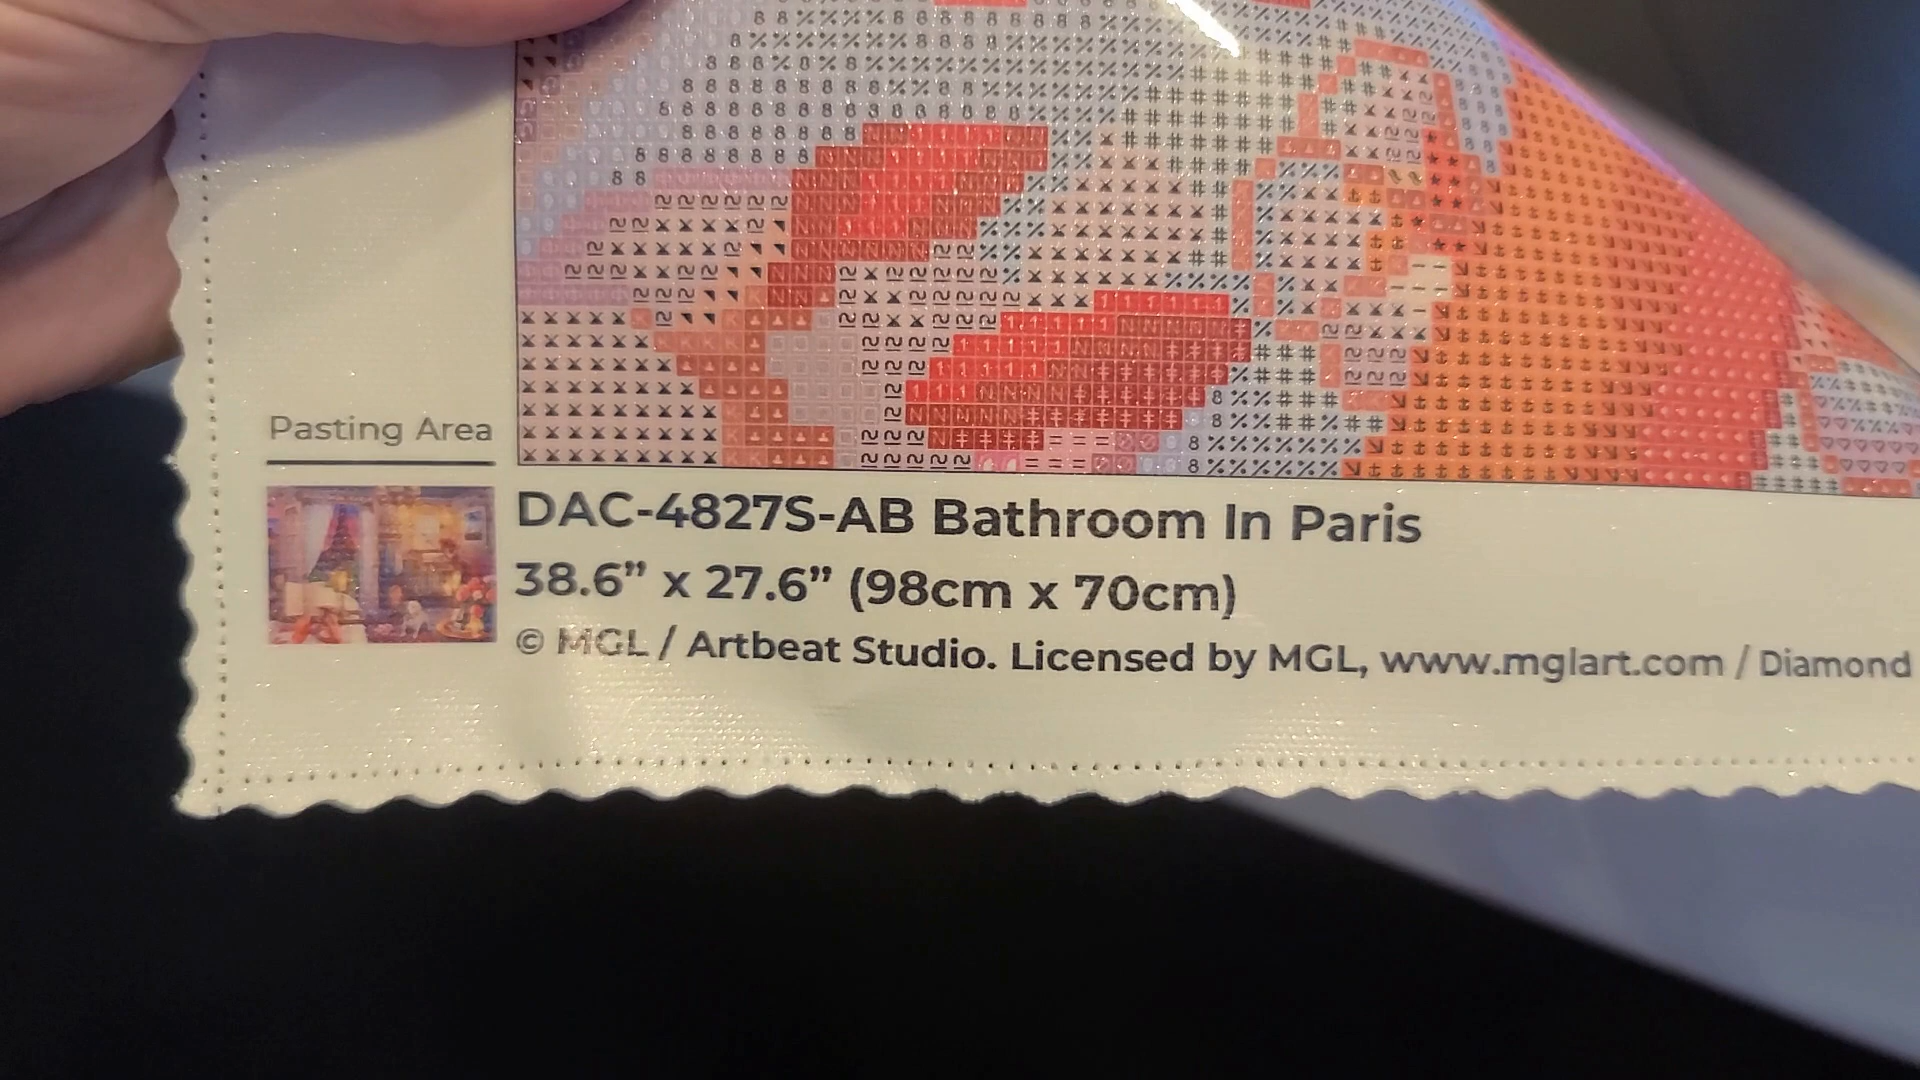 Pasting Area
DAC-4827S-AB Bathroom In Paris
38.6” x 27.6” (98cm x 70cm)
© MGL / Artbeat Studio. Licensed by MGL, www.mglart.com / Diamond